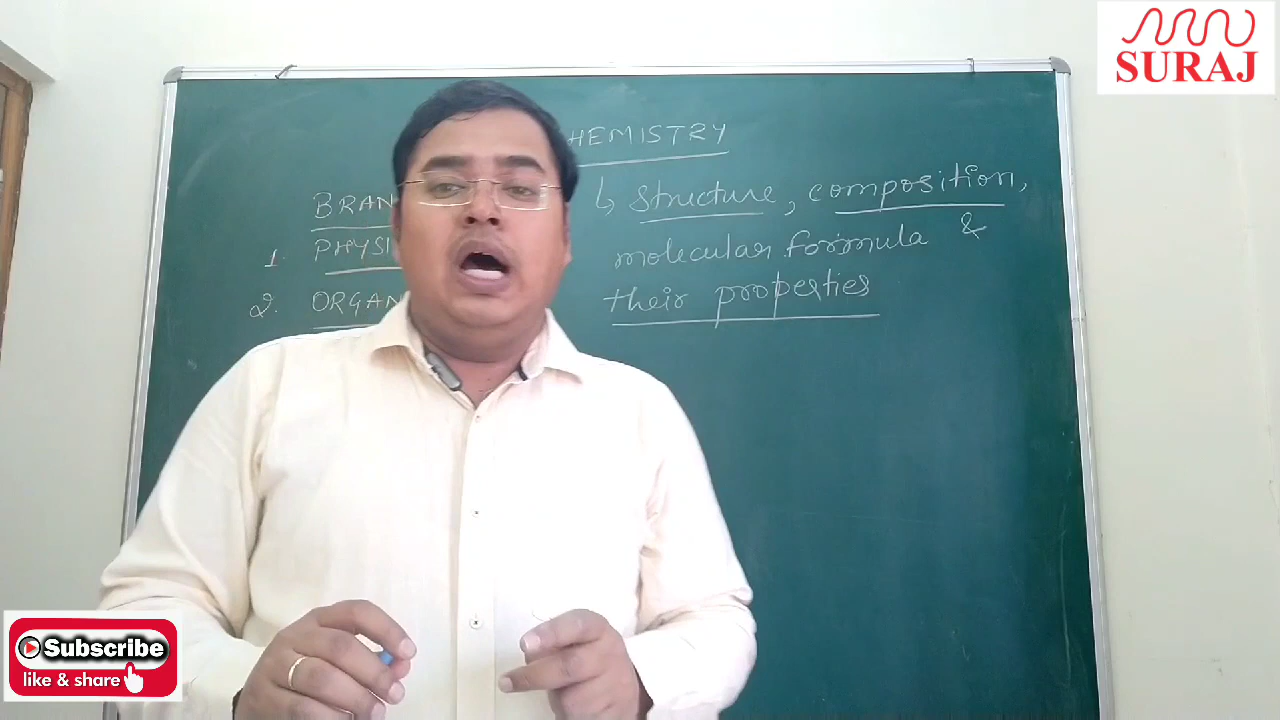 SURAJ
HEMISTRY
BRAN
↳ Structure, composition,
1. PHYSI
molecular formula &
2. ORGAN
their properties
Subscribe
like & share